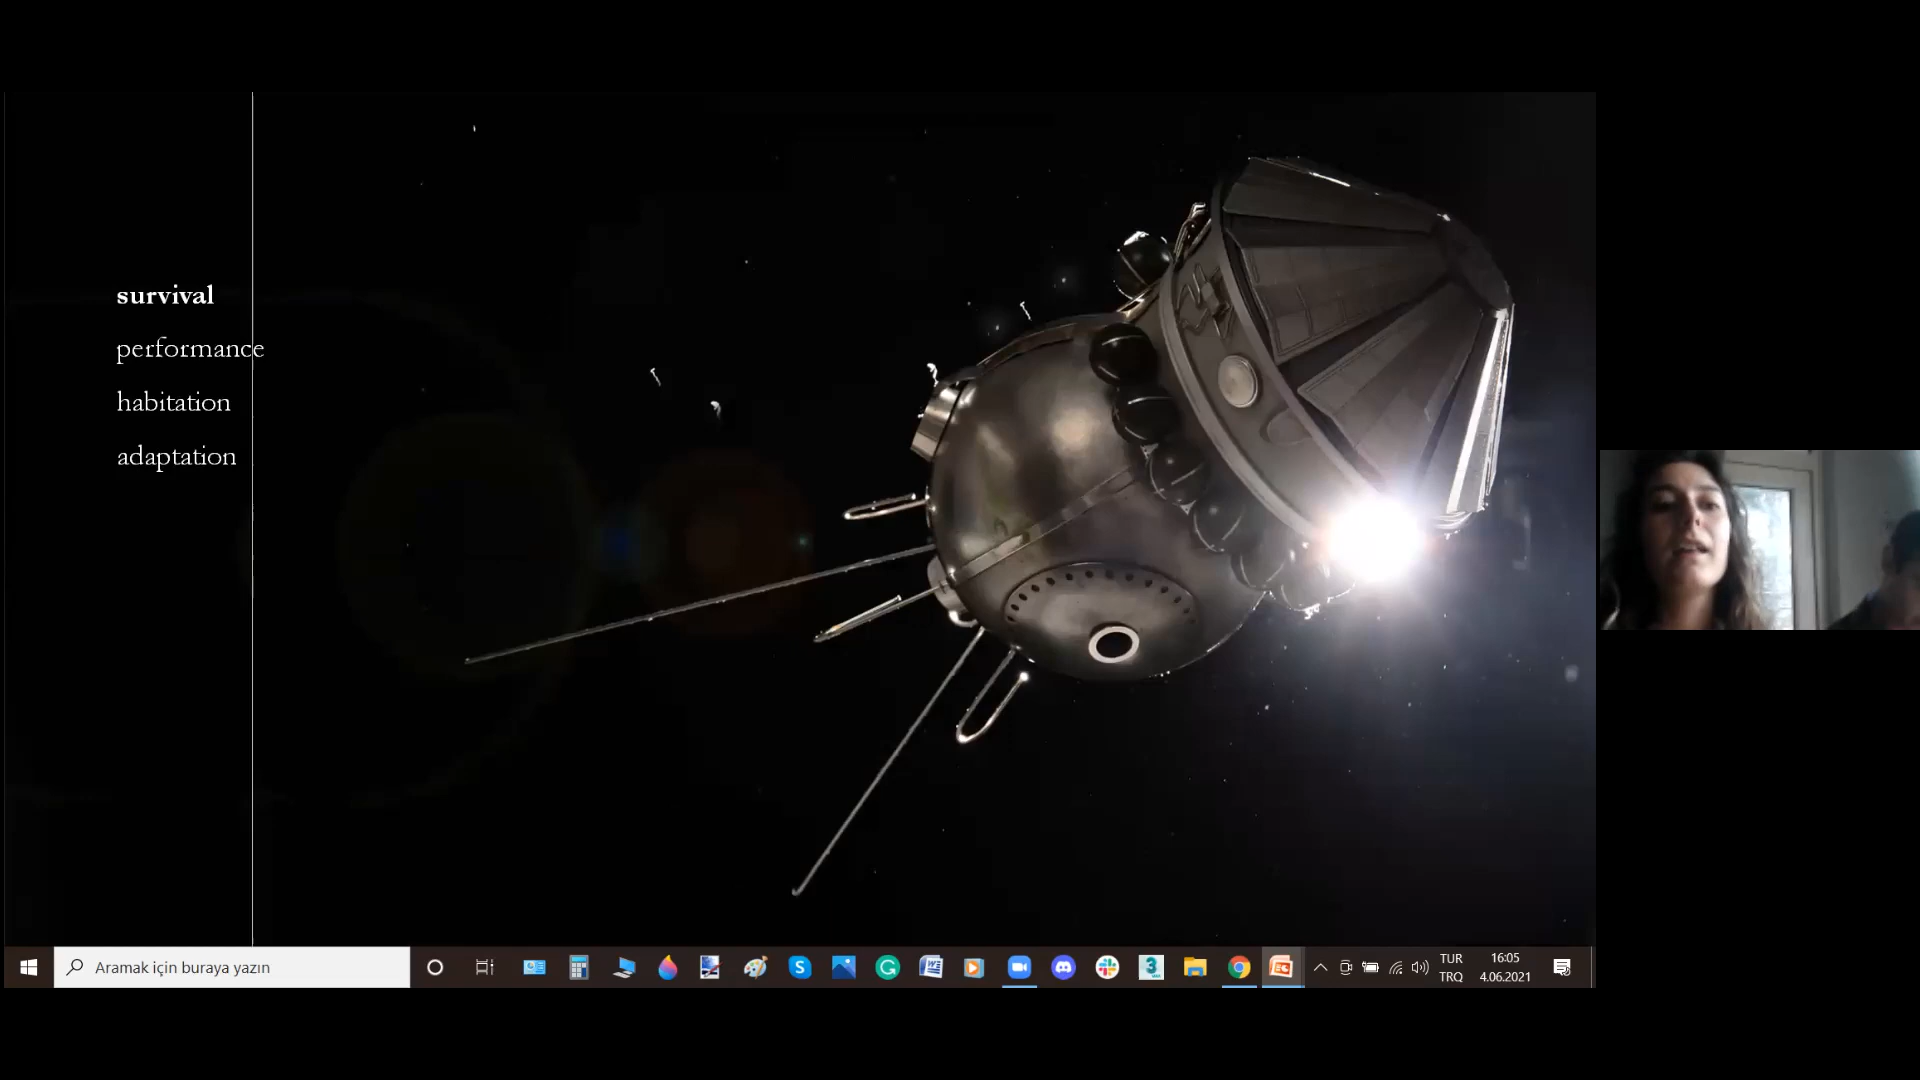 survival
performance
habitation
adaptation
Aramak için buraya yazın
TUR
TRQ
16:05
4.06.2021